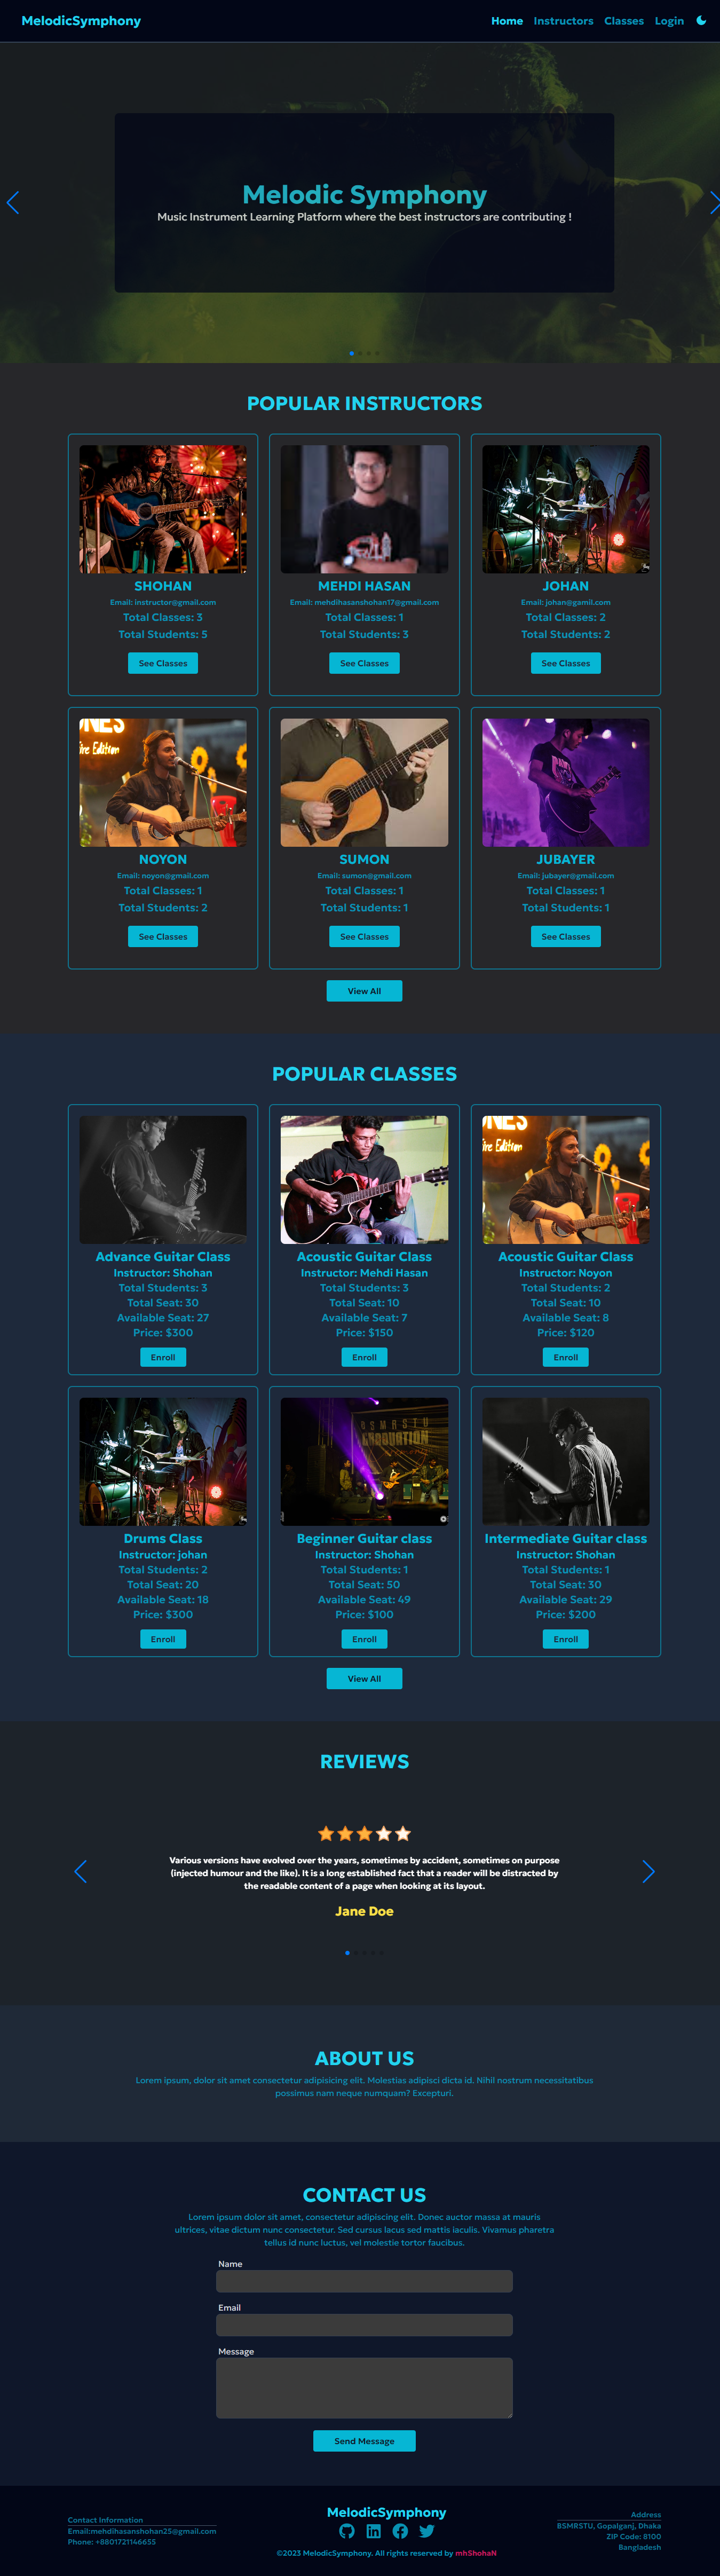 MelodicSymphony
Home Instructors Classes Login
Melodic Symphony
Music Instrument Learning Platform where the best instructors are contributing !
POPULAR INSTRUCTORS
SHOHAN
Email: instructor@gmail.com
Total Classes: 3
Total Students: 5
See Classes
MEHDI HASAN
Email: mehdihasanshohan17@gmail.com
Total Classes: 1
Total Students: 3
See Classes
JOHAN
Email: johan@gamil.com
Total Classes: 2
Total Students: 2
See Classes
NES
fire Edition
NOYON
Email: noyon@gmail.com
Total Classes: 1
Total Students: 2
See Classes
SUMON
Email: sumon@gmail.com
Total Classes: 1
Total Students: 1
See Classes
JUBAYER
Email: jubayer@gmail.com
Total Classes: 1
Total Students: 1
See Classes
View All
POPULAR CLASSES
Advance Guitar Class
Instructor: Shohan
Total Students: 3
Total Seat: 30
Available Seat: 27
Price: $300
Enroll
Acoustic Guitar Class
Instructor: Mehdi Hasan
Total Students: 3
Total Seat: 10
Available Seat: 7
Price: $150
Enroll
NES
fire Edition
Acoustic Guitar Class
Instructor: Noyon
Total Students: 2
Total Seat: 10
Available Seat: 8
Price: $120
Enroll
Drums Class
Instructor: johan
Total Students: 2
Total Seat: 20
Available Seat: 18
Price: $300
Enroll
BSMRSTU
Beginner Guitar class
Instructor: Shohan
Total Students: 1
Total Seat: 50
Available Seat: 49
Price: $100
Enroll
Intermediate Guitar class
Instructor: Shohan
Total Students: 1
Total Seat: 30
Available Seat: 29
Price: $200
Enroll
View All
REVIEWS
Various versions have evolved over the years, sometimes by accident, sometimes on purpose
(injected humour and the like). It is a long established fact that a reader will be distracted by
the readable content of a page when looking at its layout.
Jane Doe
ABOUT US
Lorem ipsum, dolor sit amet consectetur adipisicing elit. Molestias adipisci dicta id. Nihil nostrum necessitatibus
possimus nam neque numquam? Excepturi.
CONTACT US
Lorem ipsum dolor sit amet, consectetur adipiscing elit. Donec auctor massa at mauris
ultrices, vitae dictum nunc consectetur. Sed cursus lacus sed mattis iaculis. Vivamus pharetra
tellus id nunc luctus, vel molestie tortor faucibus.
Name
Email
Message
Send Message
Contact Information
Email:mehdihasanshohan25@gmail.com
Phone: +8801721146655
MelodicSymphony
©2023 MelodicSymphony. All rights reserved by mhShohaN
Address
BSMRSTU, Gopalganj, Dhaka
ZIP Code: 8100
Bangladesh